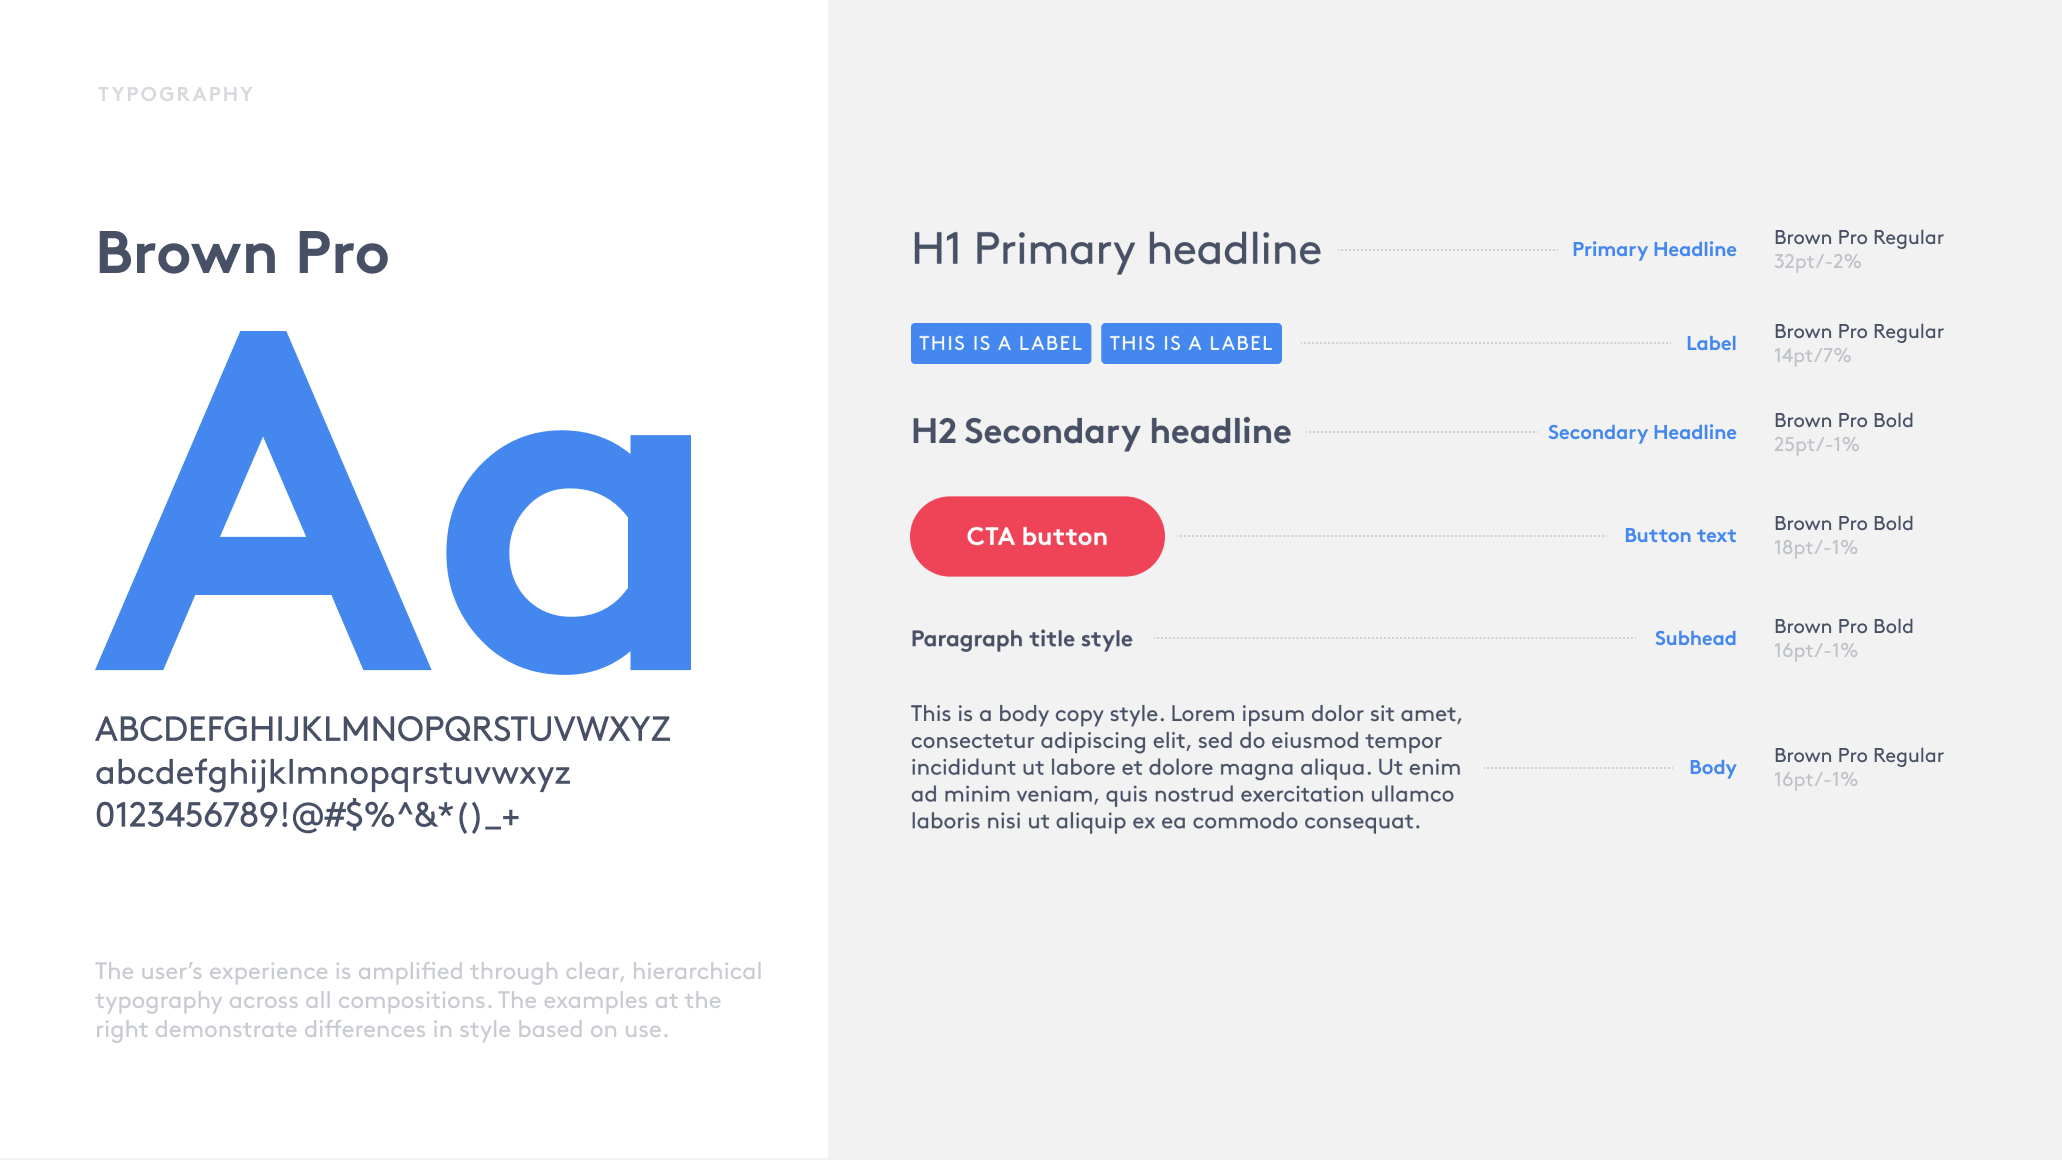 TYPOGRAPHY
Brown Pro
Aa
ABCDEFGHIJKLMNOPQRSTUVWXYZ
abcdefghijklmnopqrstuvwxyz
0123456789!@#$%^&*()_+
The user’s experience is amplified through clear, hierarchical
typography across all compositions. The examples at the
right demonstrate differences in style based on use.
H1 Primary headline
Primary Headline
Brown Pro Regular
32pt/-2%
THIS IS A LABEL
THIS IS A LABEL
Label
Brown Pro Regular
14pt/7%
H2 Secondary headline
Secondary Headline
Brown Pro Bold
25pt/-1%
CTA button
Button text
Brown Pro Bold
18pt/-1%
Paragraph title style
Subhead
Brown Pro Bold
16pt/-1%
This is a body copy style. Lorem ipsum dolor sit amet,
consectetur adipiscing elit, sed do eiusmod tempor
incididunt ut labore et dolore magna aliqua. Ut enim
ad minim veniam, quis nostrud exercitation ullamco
laboris nisi ut aliquip ex ea commodo consequat.
Body
Brown Pro Regular
16pt/-1%